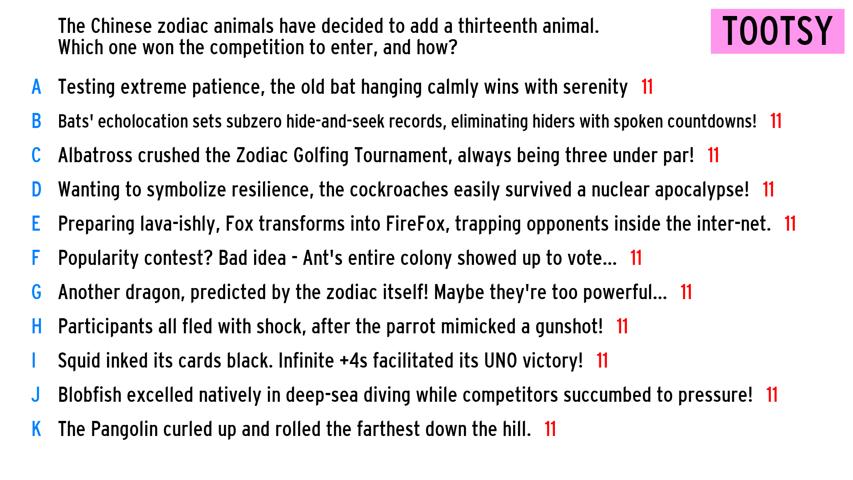 The Chinese zodiac animals have decided to add a thirteenth animal.
Which one won the competition to enter, and how?
TOOTSY
A Testing extreme patience, the old bat hanging calmly wins with serenity 11
B Bats' echolocation sets subzero hide-and-seek records, eliminating hiders with spoken countdowns! 11
C Albatross crushed the Zodiac Golfing Tournament, always being three under par! 11
D Wanting to symbolize resilience, the cockroaches easily survived a nuclear apocalypse! 11
E Preparing lava-ishly, Fox transforms into FireFox, trapping opponents inside the inter-net. 11
F Popularity contest? Bad idea - Ant's entire colony showed up to vote... 11
G Another dragon, predicted by the zodiac itself! Maybe they're too powerful... 11
H Participants all fled with shock, after the parrot mimicked a gunshot! 11
I Squid inked its cards black. Infinite +4s facilitated its UNO victory! 11
J Blobfish excelled natively in deep-sea diving while competitors succumbed to pressure! 11
K The Pangolin curled up and rolled the farthest down the hill. 11